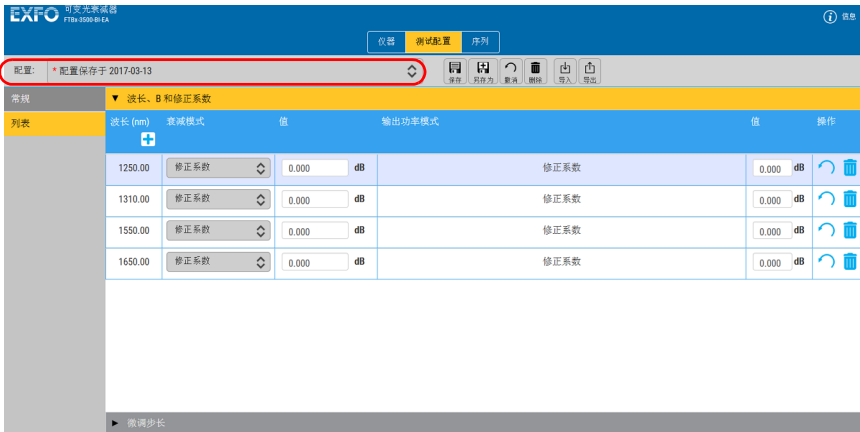 EXFO 可变光衰减器
FTBx-3500-BI-EA
信息
仪器 测试配置 序列
配置: * 配置保存于 2017-03-13
保存 另存为 取消 删除 导入 导出
常规
列表
▼ 波长、B 和修正系数
波长 (nm) 衰减模式 值 输出功率模式 值 操作
1250.00 修正系数 0.000 dB 修正系数 0.000 dB
1310.00 修正系数 0.000 dB 修正系数 0.000 dB
1550.00 修正系数 0.000 dB 修正系数 0.000 dB
1650.00 修正系数 0.000 dB 修正系数 0.000 dB
► 微调步长